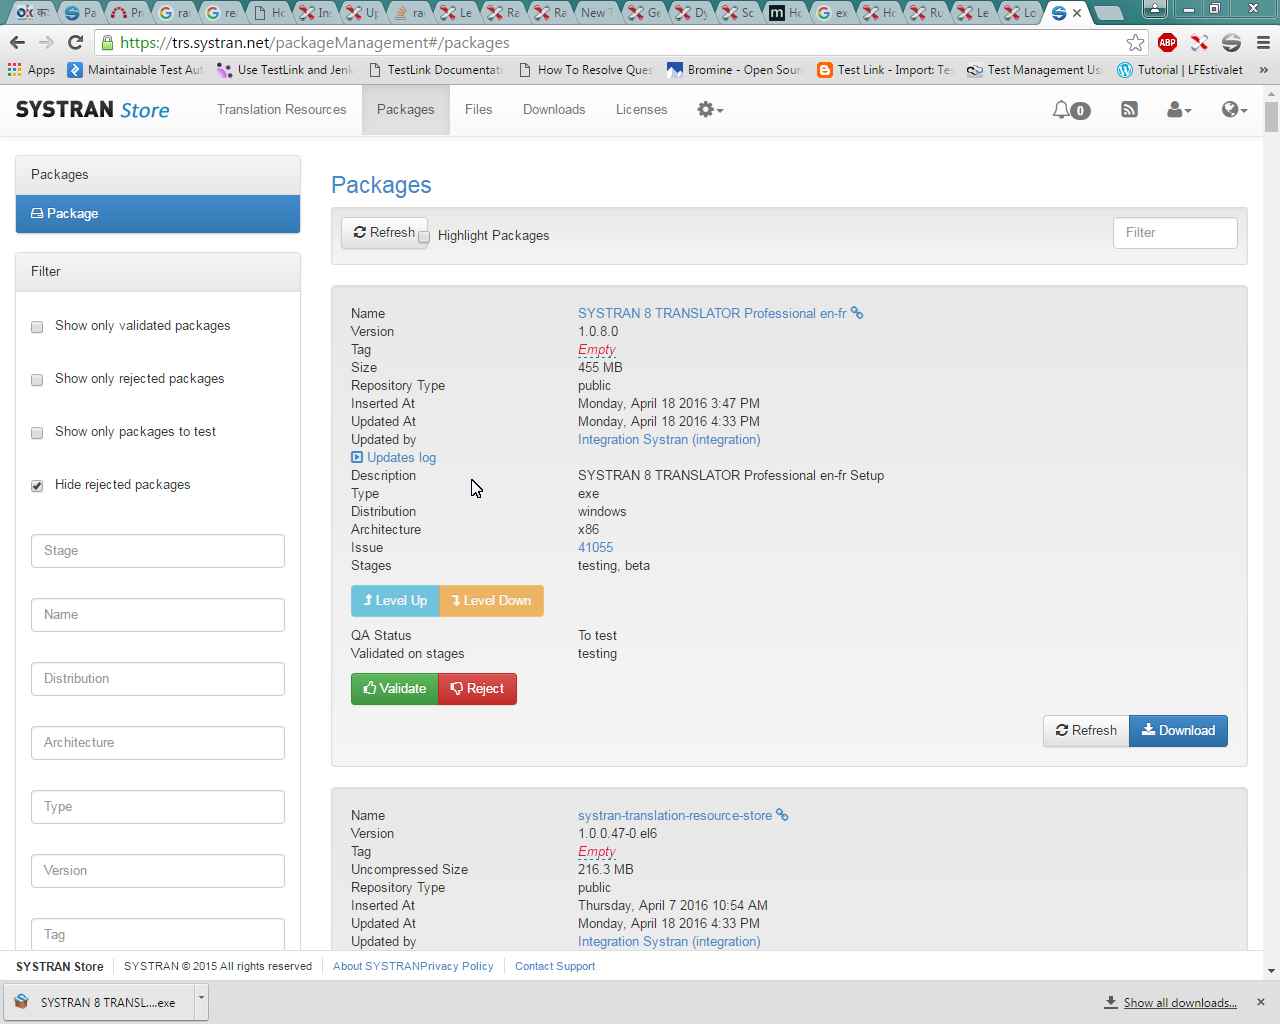 https://trs.systran.net/packageManagement#/packages
Apps Maintainable Test Aut Use TestLink and Jenk TestLink Documentat How To Resolve Ques Bromine - Open Sour Test Link - Import: Tes Test Management Us Tutorial | LFEstivalet »
SYSTRAN Store Translation Resources Packages Files Downloads Licenses 0
Packages
Package
Filter
Show only validated packages
Show only rejected packages
Show only packages to test
Hide rejected packages
Stage
Name
Distribution
Architecture
Type
Version
Tag
Packages
Refresh Highlight Packages Filter
Name SYSTRAN 8 TRANSLATOR Professional en-fr
Version 1.0.8.0
Tag Empty
Size 455 MB
Repository Type public
Inserted At Monday, April 18 2016 3:47 PM
Updated At Monday, April 18 2016 4:33 PM
Updated by Integration Systran (integration)
Updates log
Description SYSTRAN 8 TRANSLATOR Professional en-fr Setup
Type exe
Distribution windows
Architecture x86
Issue 41055
Stages testing, beta
Level Up Level Down
QA Status To test
Validated on stages testing
Validate Reject
Refresh Download
Name systran-translation-resource-store
Version 1.0.0.47-0.el6
Tag Empty
Uncompressed Size 216.3 MB
Repository Type public
Inserted At Thursday, April 7 2016 10:54 AM
Updated At Monday, April 18 2016 4:33 PM
Updated by Integration Systran (integration)
SYSTRAN Store SYSTRAN © 2015 All rights reserved About SYSTRANPrivacy Policy Contact Support
SYSTRAN 8 TRANSL....exe Show all downloads...